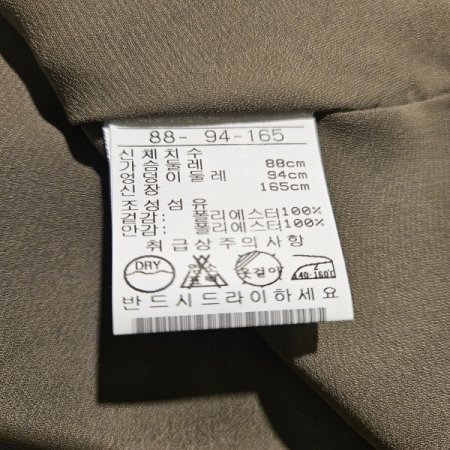 88- 94-165
신체치수
가슴둘레 88cm
엉덩이둘레 94cm
신장 165cm
조성섬유
겉감: 폴리에스터100%
안감: 폴리에스터100%
취급상주의사항
DRY 옷걸이 2 140-160℃
반드시드라이하세요